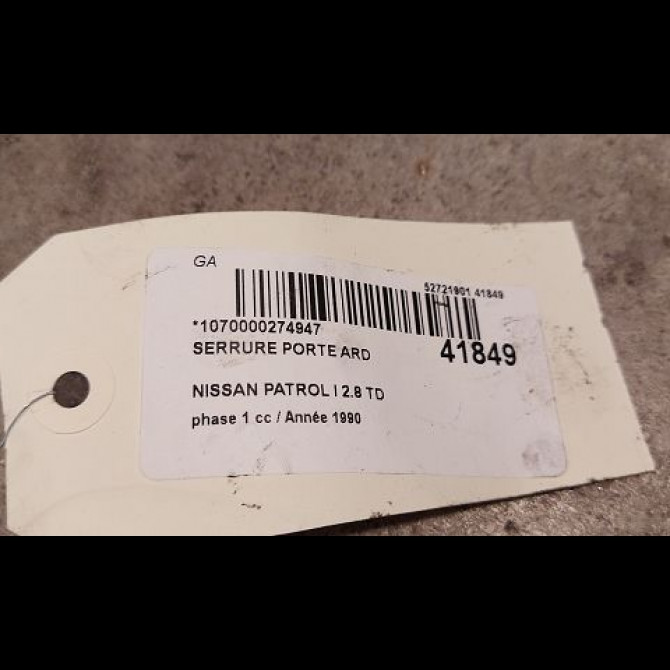 GA
52721901 41849
*1070000274947
SERRURE PORTE ARD
41849
NISSAN PATROL I 2.8 TD
phase 1 cc / Année 1990